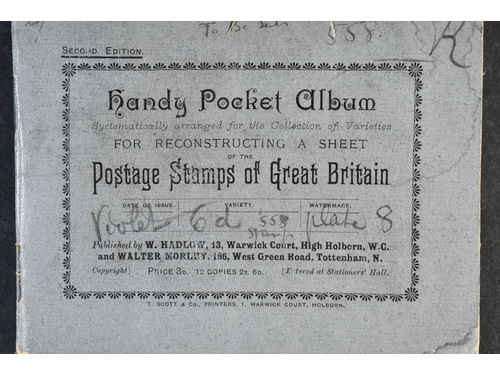 To Be Sen
558.
K
SECOND EDITION.
Handy Pocket Album
Systematically arranged for the Collection of Varieties
FOR RECONSTRUCTING A SHEET
OF THE
Postage Stamps of Great Britain
DATE OF ISSUE. VARIETY. WATERMARK.
Violet 6d 558 plate 8
Published by W. HADLOW, 13, Warwick Court, High Holborn, W.C.
and WALTER MORLEY, 186, West Green Road, Tottenham, N.
Copyright] PRICE 3D. 12 COPIES 2s. 6D. [Entered at Stationers' Hall.
T. SCOTT & CO., PRINTERS, 1, WARWICK COURT, HOLBORN.